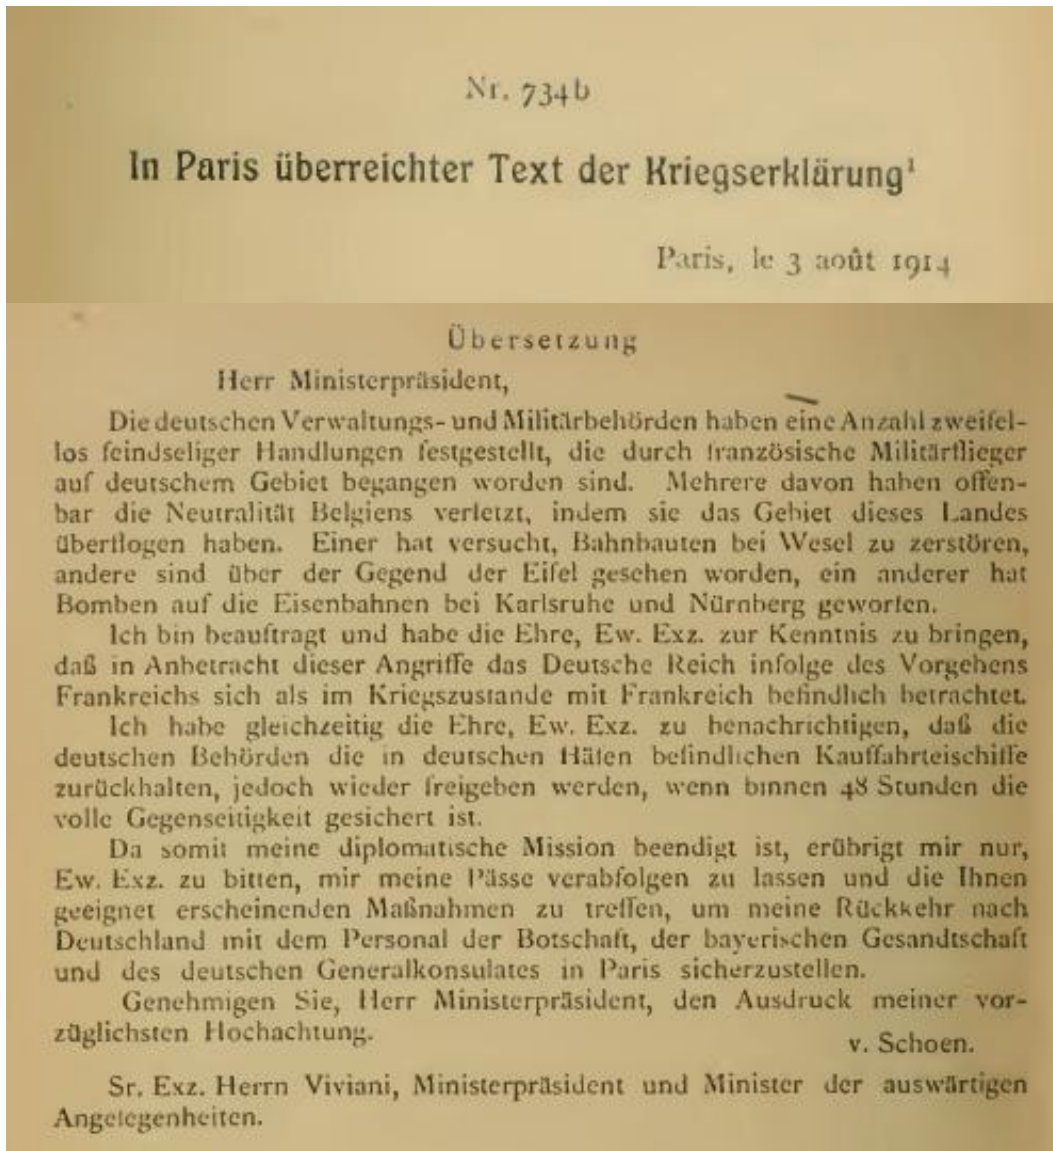 Nr. 734b
In Paris überreichter Text der Kriegserklärung¹
Paris, le 3 août 1914
Übersetzung
Herr Ministerpräsident,
Die deutschen Verwaltungs- und Militärbehörden haben eine Anzahl zweifel-
los feindseliger Handlungen festgestellt, die durch französische Militärflieger
auf deutschem Gebiet begangen worden sind. Mehrere davon haben offen-
bar die Neutralität Belgiens verletzt, indem sie das Gebiet dieses Landes
überflogen haben. Einer hat versucht, Bahnbauten bei Wesel zu zerstören,
andere sind über der Gegend der Eifel gesehen worden, ein anderer hat
Bomben auf die Eisenbahnen bei Karlsruhe und Nürnberg geworfen.
Ich bin beauftragt und habe die Ehre, Ew. Exz. zur Kenntnis zu bringen,
daß in Anbetracht dieser Angriffe das Deutsche Reich infolge des Vorgehens
Frankreichs sich als im Kriegszustande mit Frankreich befindlich betrachtet.
Ich habe gleichzeitig die Ehre, Ew. Exz. zu benachrichtigen, daß die
deutschen Behörden die in deutschen Häfen befindlichen Kauffahrteischiffe
zurückhalten, jedoch wieder freigeben werden, wenn binnen 48 Stunden die
volle Gegenseitigkeit gesichert ist.
Da somit meine diplomatische Mission beendigt ist, erübrigt mir nur,
Ew. Exz. zu bitten, mir meine Pässe verabfolgen zu lassen und die Ihnen
geeignet erscheinenden Maßnahmen zu treffen, um meine Rückkehr nach
Deutschland mit dem Personal der Botschaft, der bayerischen Gesandtschaft
und des deutschen Generalkonsulates in Paris sicherzustellen.
Genehmigen Sie, Herr Ministerpräsident, den Ausdruck meiner vor-
züglichsten Hochachtung.
v. Schoen.
Sr. Exz. Herrn Viviani, Ministerpräsident und Minister der auswärtigen
Angelegenheiten.